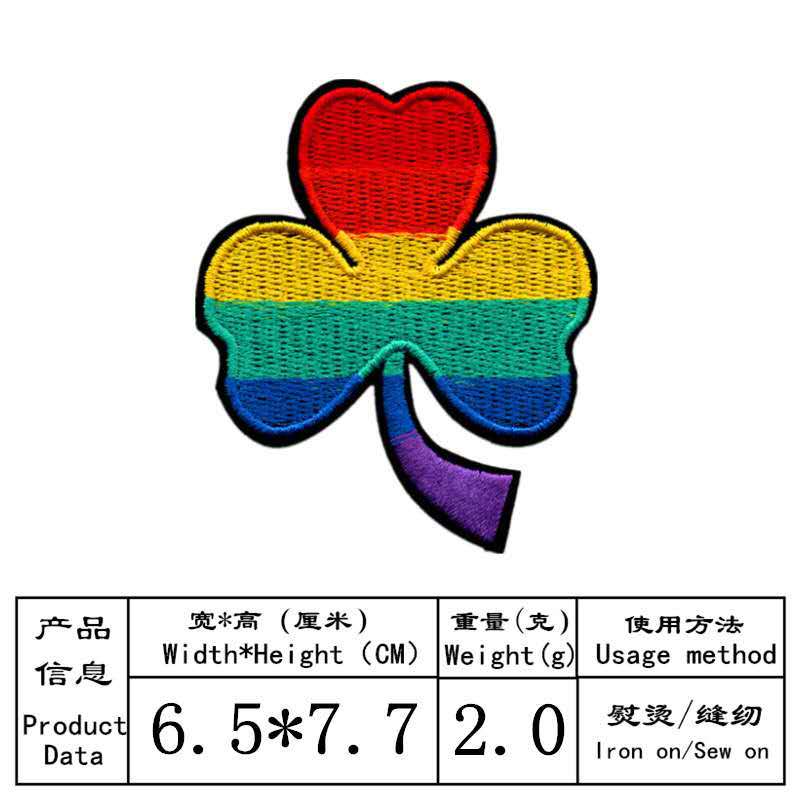 产品
信息
Product
Data
宽*高 (厘米)
Width*Height (CM)
重量(克)
Weight(g)
使用方法
Usage method
6.5*7.7
2.0
熨烫/缝纫
Iron on/Sew on